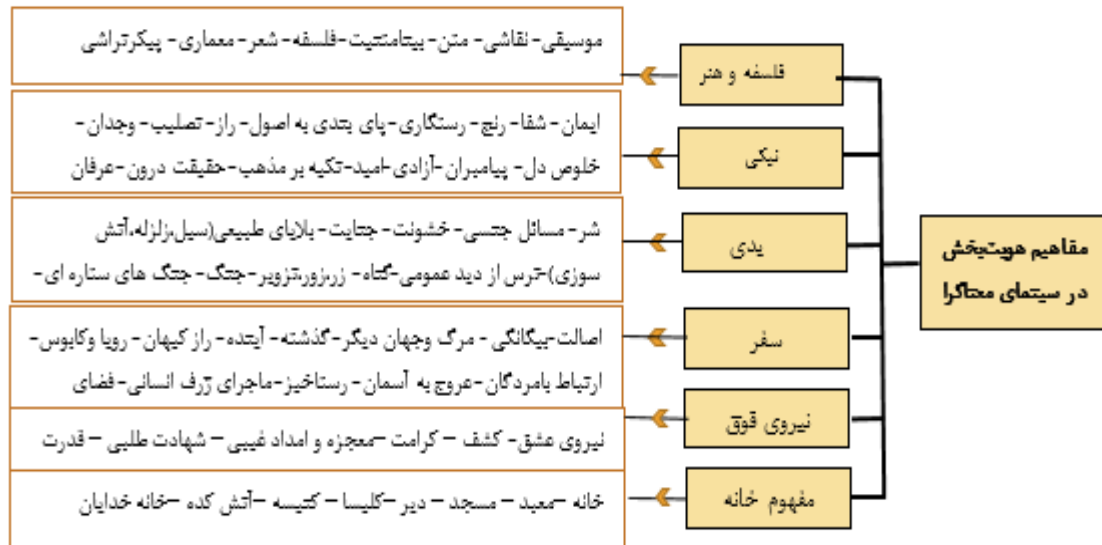 مقاهیم هویت‌بخش
در سینمای معناگرا
فلسفه و هنر
موسیقی- نقاشی- متن- بینامتنیت-فلسفه- شعر- معماری- پیکرتراشی
نیکی
ایمان- شفا- رنج- رستگاری-پای بندی به اصول- راز- تصلیب- وجدان-
خلوص دل- پیامبران -آزادی-امید-تکیه بر مذهب-حقیقت درون-عرفان
بدی
شر- مسائل جنسی- خشونت- جنایت- بلایای طبیعی(سیل،زلزله،آتش
سوزی)-ترس از دید عمومی-گناه- زر،زور،تزویر- جنگ- جنگ های ستاره ای-
سفر
اصالت-بیگانگی - مرگ وجهان دیگر-گذشته- آینده- راز کیهان- رویا وکابوس-
ارتباط بامردگان-عروج به آسمان- رستاخیز-ماجرای ژرف انسانی- فضای
نیروی فوق
نیروی عشق- کشف – کرامت –معجزه و امداد غیبی – شهادت طلبی – قدرت
مفهوم خانه
خانه –معبد – مسجد – دیر –کلیسا – کنیسه –آتش کده –خانه خدایان